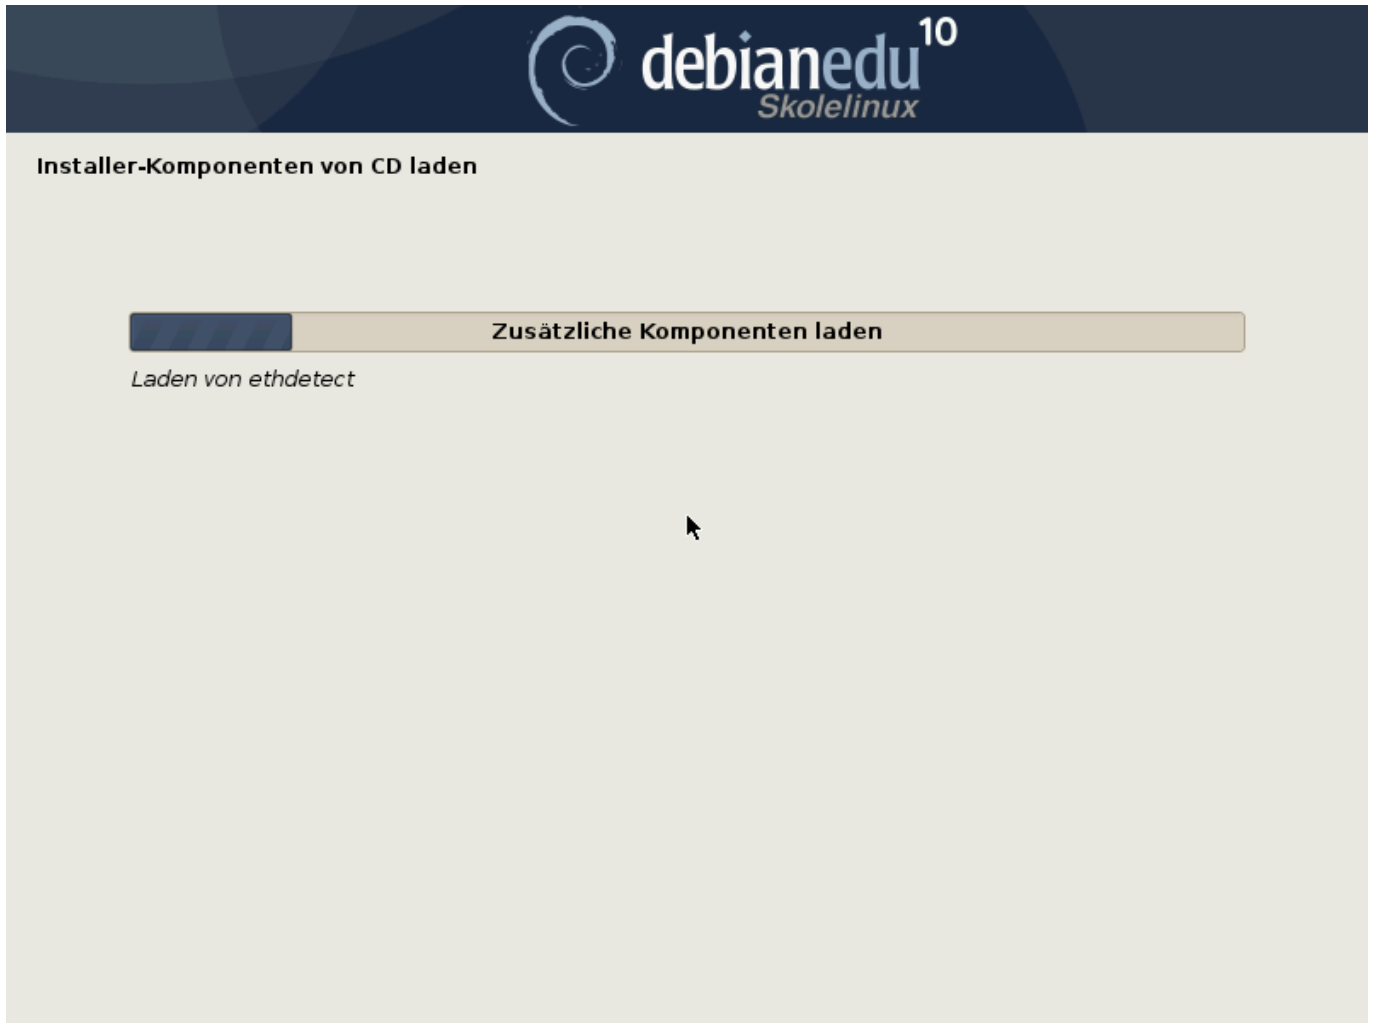 debianedu 10
Skolelinux
Installer-Komponenten von CD laden
Zusätzliche Komponenten laden
Laden von ethdetect